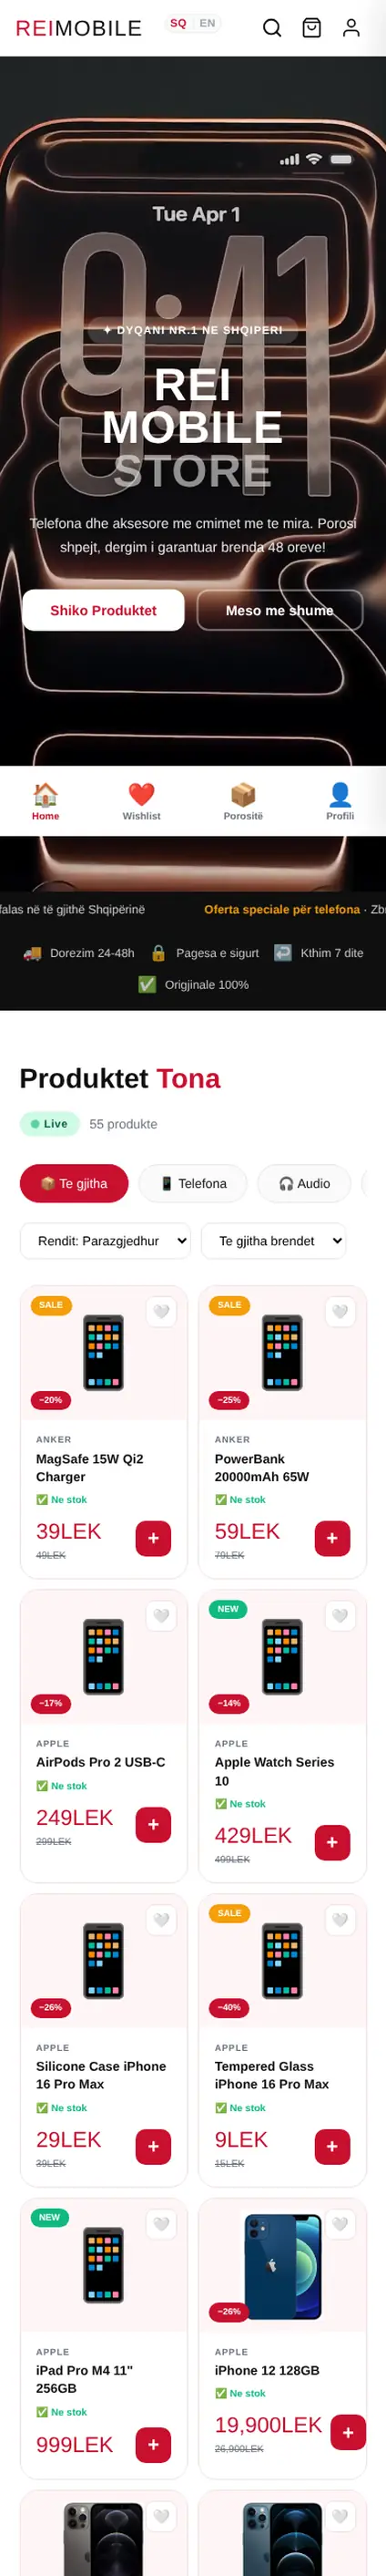 REIMOBILE
SQ EN
Tue Apr 1
9:41
✦ DYQANI NR.1 NE SHQIPERI
REI
MOBILE
STORE
Telefona dhe aksesore me cmimet me te mira. Porosi
shpejt, dergim i garantuar brenda 48 oreve!
Shiko Produktet
Meso me shume
Home
Wishlist
Porositë
Profili
falas në të gjithë Shqipërinë
Oferta speciale për telefona · Zb
Dorezim 24-48h
Pagesa e sigurt
Kthim 7 dite
Origjinale 100%
Produktet Tona
Live
55 produkte
Te gjitha
Telefona
Audio
Rendit: Parazgjedhur
Te gjitha brendet
SALE
−20%
ANKER
MagSafe 15W Qi2
Charger
Ne stok
39LEK
+
49LEK
SALE
−25%
ANKER
PowerBank
20000mAh 65W
Ne stok
59LEK
+
79LEK
−17%
APPLE
AirPods Pro 2 USB-C
Ne stok
249LEK
+
299LEK
NEW
−14%
APPLE
Apple Watch Series
10
Ne stok
429LEK
+
499LEK
−26%
APPLE
Silicone Case iPhone
16 Pro Max
Ne stok
29LEK
+
39LEK
SALE
−40%
APPLE
Tempered Glass
iPhone 16 Pro Max
Ne stok
9LEK
+
15LEK
NEW
APPLE
iPad Pro M4 11"
256GB
Ne stok
999LEK
+
−26%
APPLE
iPhone 12 128GB
Ne stok
19,900LEK
+
26,900LEK